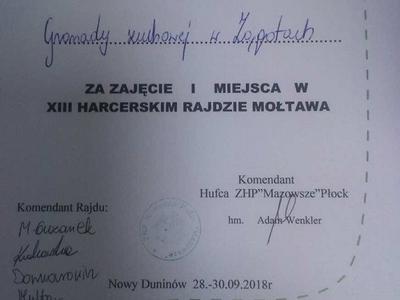 Gromady zuchowej w Zągotach
ZA ZAJĘCIE I MIEJSCA W
XIII HARCERSKIM RAJDZIE MOŁTAWA
Komendant
Hufca ZHP"Mazowsze"Płock
hm. Adam Wenkler
Komendant Rajdu:
Nowy Duninów 28.-30.09.2018r